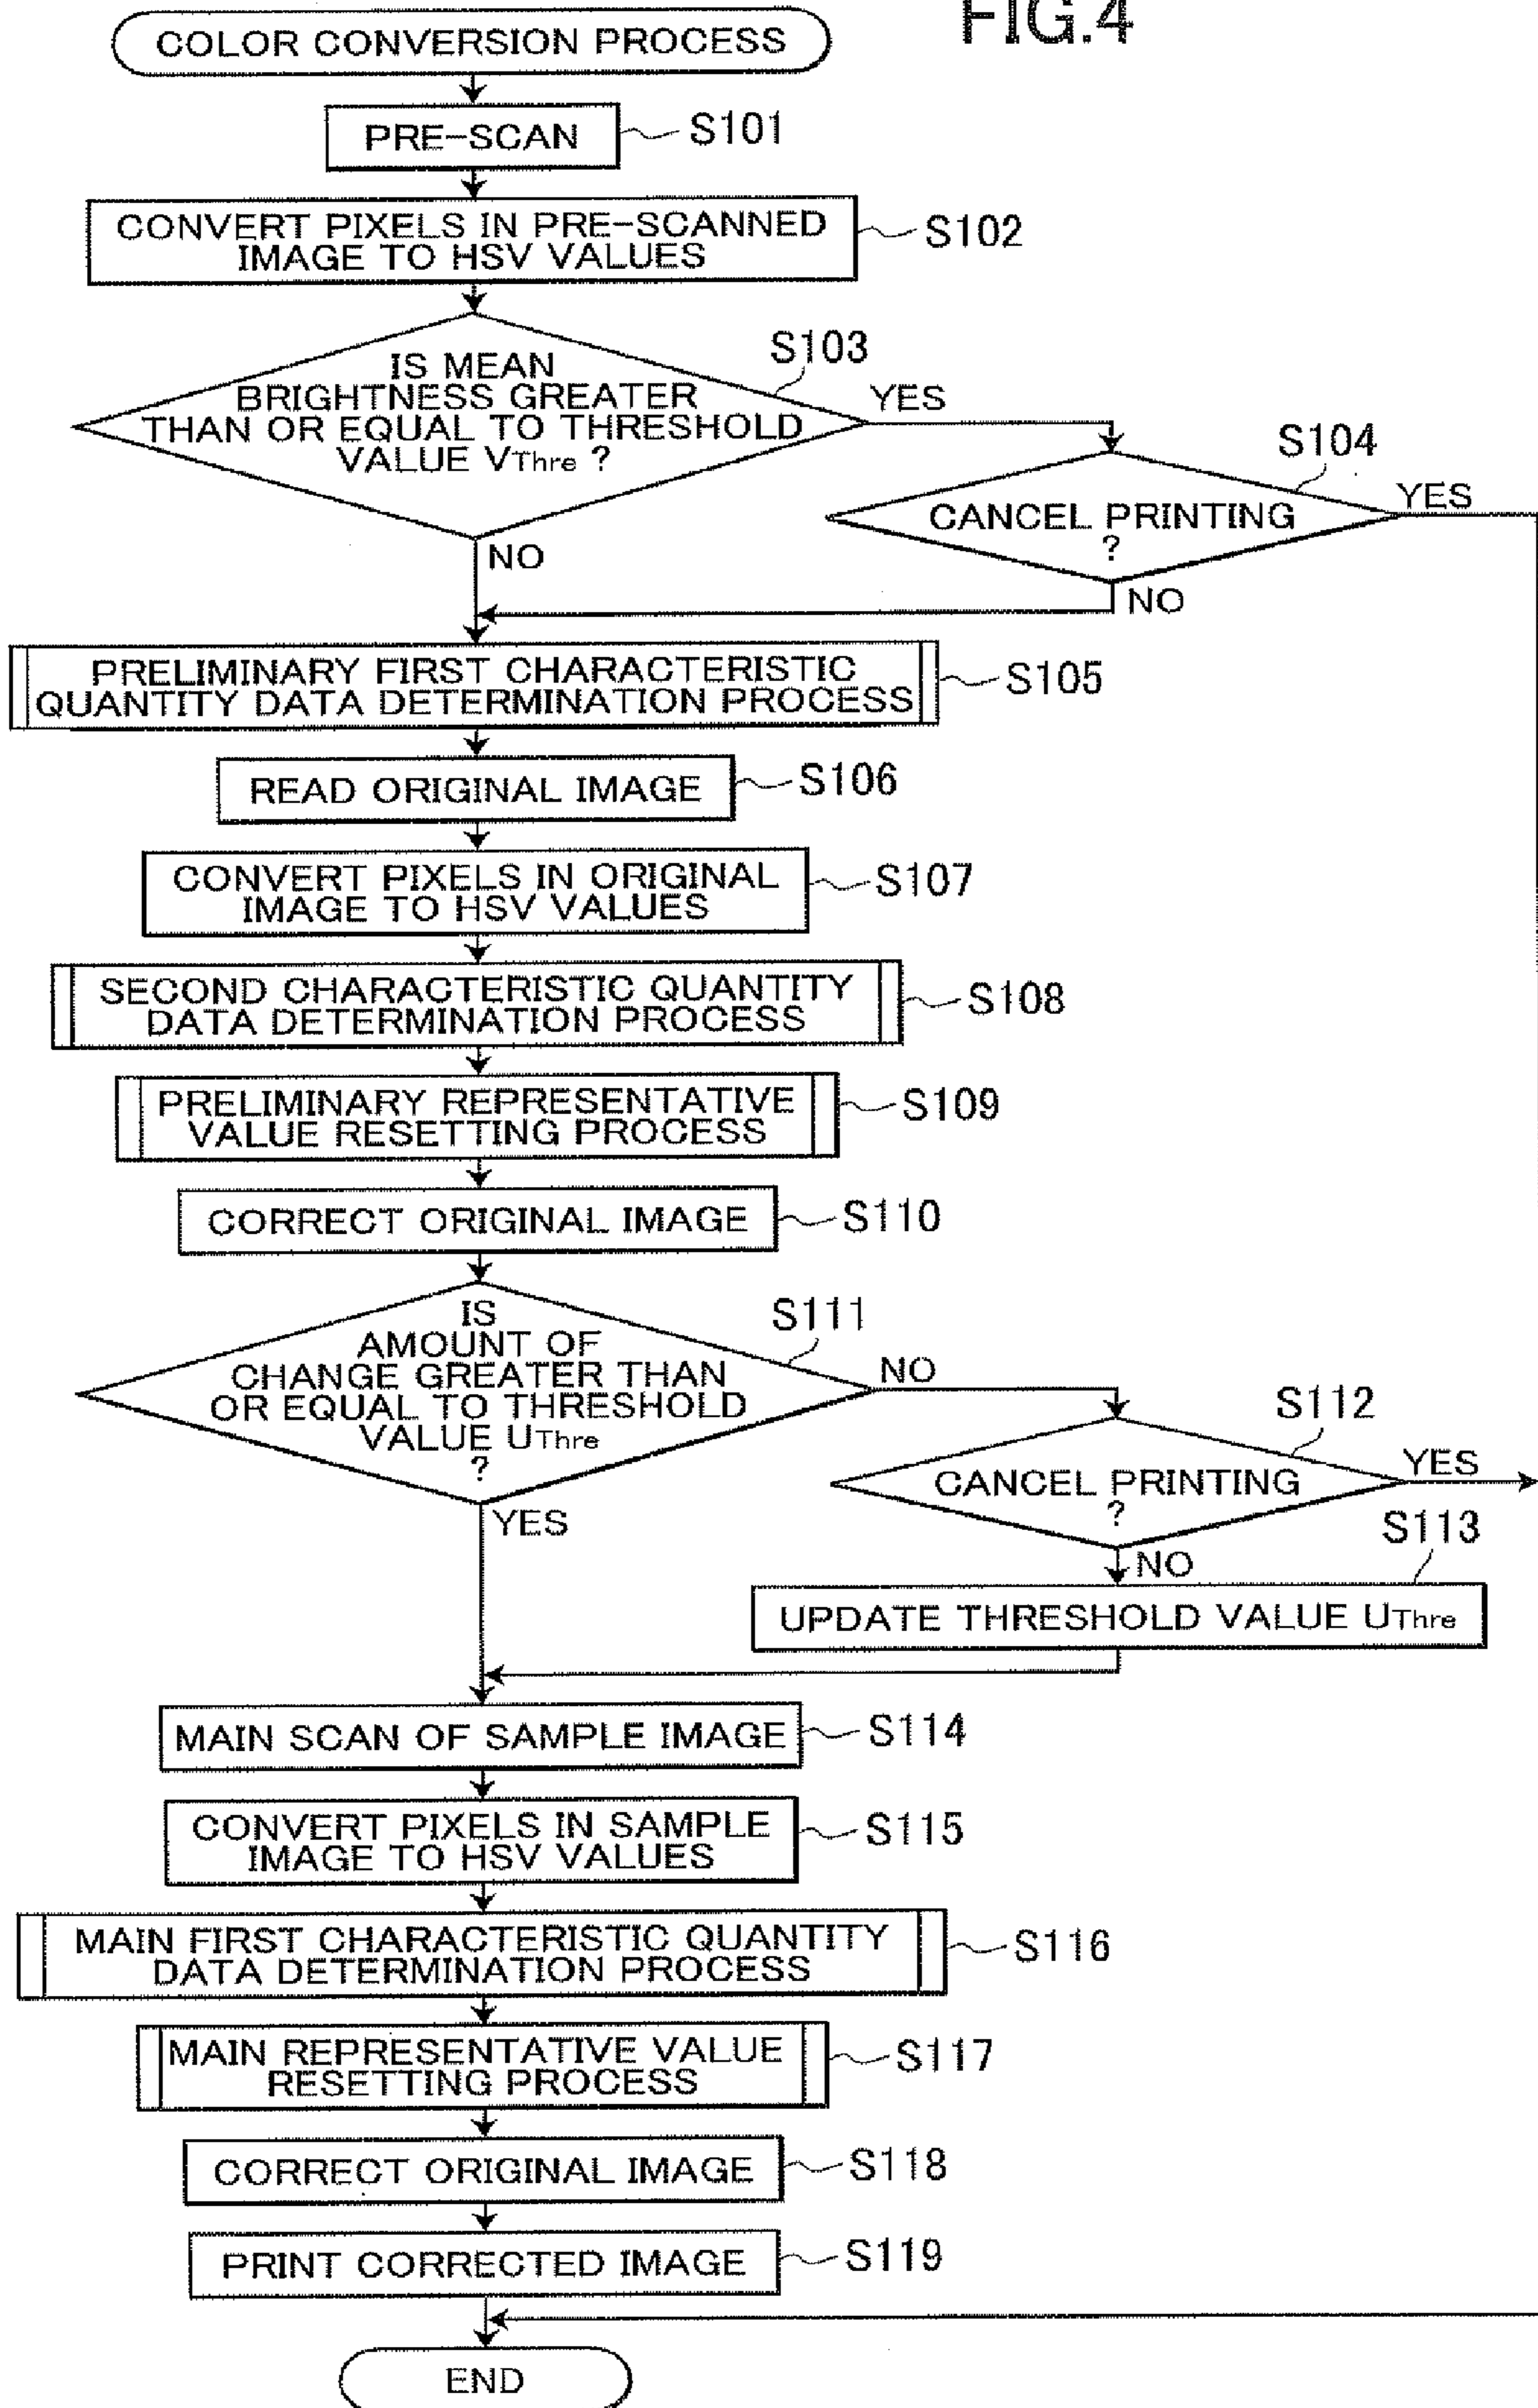 FIG.4
COLOR CONVERSION PROCESS
PRE-SCAN
S101
CONVERT PIXELS IN PRE-SCANNED
IMAGE TO HSV VALUES
S102
IS MEAN
BRIGHTNESS GREATER
THAN OR EQUAL TO THRESHOLD
VALUE VThre ?
S103
YES
NO
S104
CANCEL PRINTING
?
YES
NO
PRELIMINARY FIRST CHARACTERISTIC
QUANTITY DATA DETERMINATION PROCESS
S105
READ ORIGINAL IMAGE
S106
CONVERT PIXELS IN ORIGINAL
IMAGE TO HSV VALUES
S107
SECOND CHARACTERISTIC QUANTITY
DATA DETERMINATION PROCESS
S108
PRELIMINARY REPRESENTATIVE
VALUE RESETTING PROCESS
S109
CORRECT ORIGINAL IMAGE
S110
IS
AMOUNT OF
CHANGE GREATER THAN
OR EQUAL TO THRESHOLD
VALUE UThre
?
S111
NO
YES
S112
CANCEL PRINTING
?
YES
NO
S113
UPDATE THRESHOLD VALUE UThre
MAIN SCAN OF SAMPLE IMAGE
S114
CONVERT PIXELS IN SAMPLE
IMAGE TO HSV VALUES
S115
MAIN FIRST CHARACTERISTIC QUANTITY
DATA DETERMINATION PROCESS
S116
MAIN REPRESENTATIVE VALUE
RESETTING PROCESS
S117
CORRECT ORIGINAL IMAGE
S118
PRINT CORRECTED IMAGE
S119
END